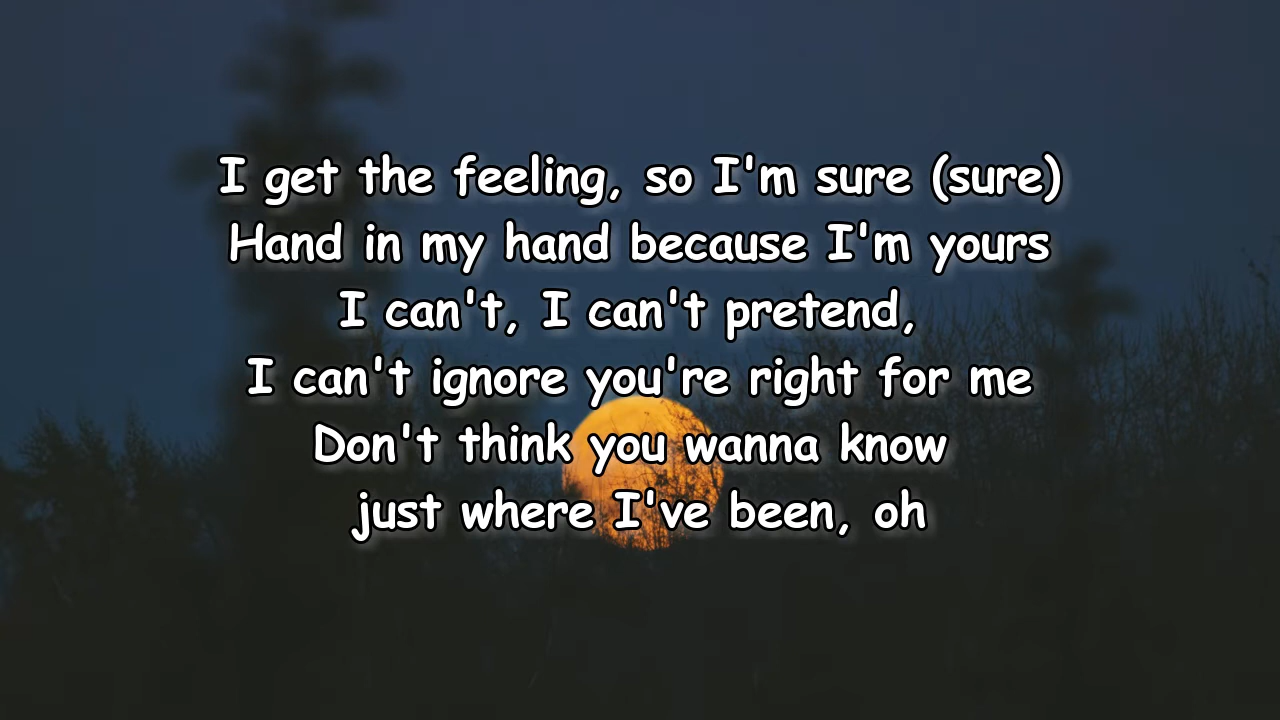 I get the feeling, so I'm sure (sure)
Hand in my hand because I'm yours
I can't, I can't pretend,
I can't ignore you're right for me
Don't think you wanna know
just where I've been, oh